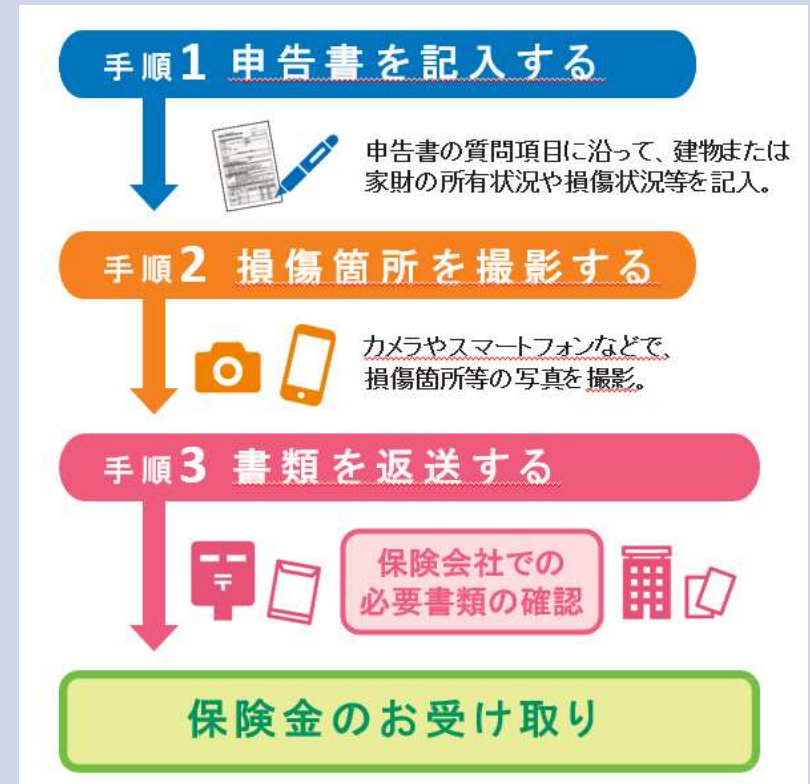 手順1 申告書を記入する
申告書の質問項目に沿って、建物または
家財の所有状況や損傷状況等を記入。
手順2 損傷箇所を撮影する
カメラやスマートフォンなどで、
損傷箇所等の写真を撮影。
手順3 書類を返送する
保険会社での
必要書類の確認
保険金のお受け取り